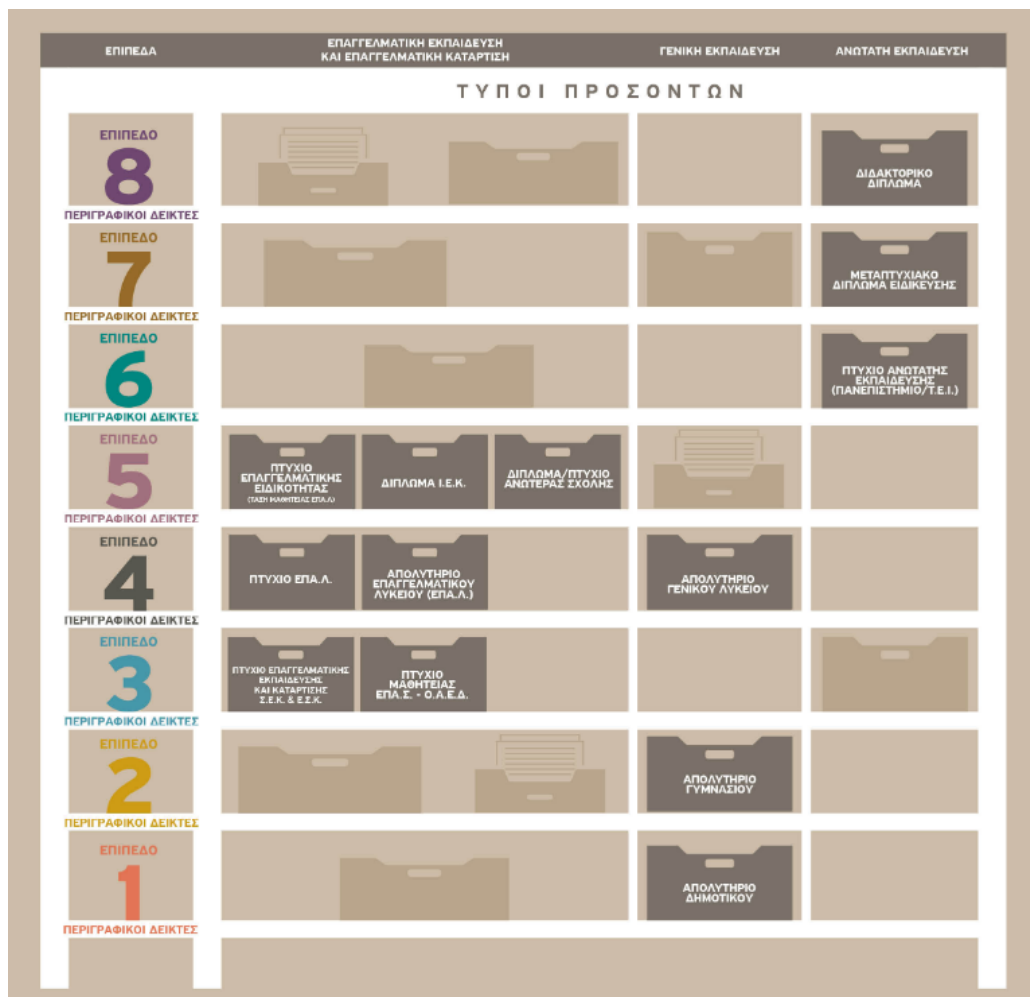 ΕΠΙΠΕΔΑ
ΕΠΑΓΓΕΛΜΑΤΙΚΗ ΕΚΠΑΙΔΕΥΣΗ
ΚΑΙ ΕΠΑΓΓΕΛΜΑΤΙΚΗ ΚΑΤΑΡΤΙΣΗ
ΓΕΝΙΚΗ ΕΚΠΑΙΔΕΥΣΗ
ΑΝΩΤΑΤΗ ΕΚΠΑΙΔΕΥΣΗ
ΤΥΠΟΙ ΠΡΟΣΟΝΤΩΝ
ΕΠΙΠΕΔΟ
8
ΠΕΡΙΓΡΑΦΙΚΟΙ ΔΕΙΚΤΕΣ
ΔΙΔΑΚΤΟΡΙΚΟ
ΔΙΠΛΩΜΑ
ΕΠΙΠΕΔΟ
7
ΠΕΡΙΓΡΑΦΙΚΟΙ ΔΕΙΚΤΕΣ
ΜΕΤΑΠΤΥΧΙΑΚΟ
ΔΙΠΛΩΜΑ ΕΙΔΙΚΕΥΣΗΣ
ΕΠΙΠΕΔΟ
6
ΠΕΡΙΓΡΑΦΙΚΟΙ ΔΕΙΚΤΕΣ
ΠΤΥΧΙΟ ΑΝΩΤΑΤΗΣ
ΕΚΠΑΙΔΕΥΣΗΣ
(ΠΑΝΕΠΙΣΤΗΜΙΟ/Τ.Ε.Ι.)
ΕΠΙΠΕΔΟ
5
ΠΕΡΙΓΡΑΦΙΚΟΙ ΔΕΙΚΤΕΣ
ΠΤΥΧΙΟ
ΕΠΑΓΓΕΛΜΑΤΙΚΗΣ
ΕΙΔΙΚΟΤΗΤΑΣ
(ΤΑΞΗ ΜΑΘΗΤΕΙΑΣ ΕΠΑ.Λ)
ΔΙΠΛΩΜΑ Ι.Ε.Κ.
ΔΙΠΛΩΜΑ/ΠΤΥΧΙΟ
ΑΝΩΤΕΡΑΣ ΣΧΟΛΗΣ
ΕΠΙΠΕΔΟ
4
ΠΕΡΙΓΡΑΦΙΚΟΙ ΔΕΙΚΤΕΣ
ΠΤΥΧΙΟ ΕΠΑ.Λ.
ΑΠΟΛΥΤΗΡΙΟ
ΕΠΑΓΓΕΛΜΑΤΙΚΟΥ
ΛΥΚΕΙΟΥ (ΕΠΑ.Λ.)
ΑΠΟΛΥΤΗΡΙΟ
ΓΕΝΙΚΟΥ ΛΥΚΕΙΟΥ
ΕΠΙΠΕΔΟ
3
ΠΕΡΙΓΡΑΦΙΚΟΙ ΔΕΙΚΤΕΣ
ΠΤΥΧΙΟ ΕΠΑΓΓΕΛΜΑΤΙΚΗΣ
ΕΚΠΑΙΔΕΥΣΗΣ
ΚΑΙ ΚΑΤΑΡΤΙΣΗΣ
Σ.Ε.Κ. & Ε.Σ.Κ.
ΠΤΥΧΙΟ
ΜΑΘΗΤΕΙΑΣ
ΕΠΑ.Σ. - Ο.Α.Ε.Δ.
ΕΠΙΠΕΔΟ
2
ΠΕΡΙΓΡΑΦΙΚΟΙ ΔΕΙΚΤΕΣ
ΑΠΟΛΥΤΗΡΙΟ
ΓΥΜΝΑΣΙΟΥ
ΕΠΙΠΕΔΟ
1
ΠΕΡΙΓΡΑΦΙΚΟΙ ΔΕΙΚΤΕΣ
ΑΠΟΛΥΤΗΡΙΟ
ΔΗΜΟΤΙΚΟΥ